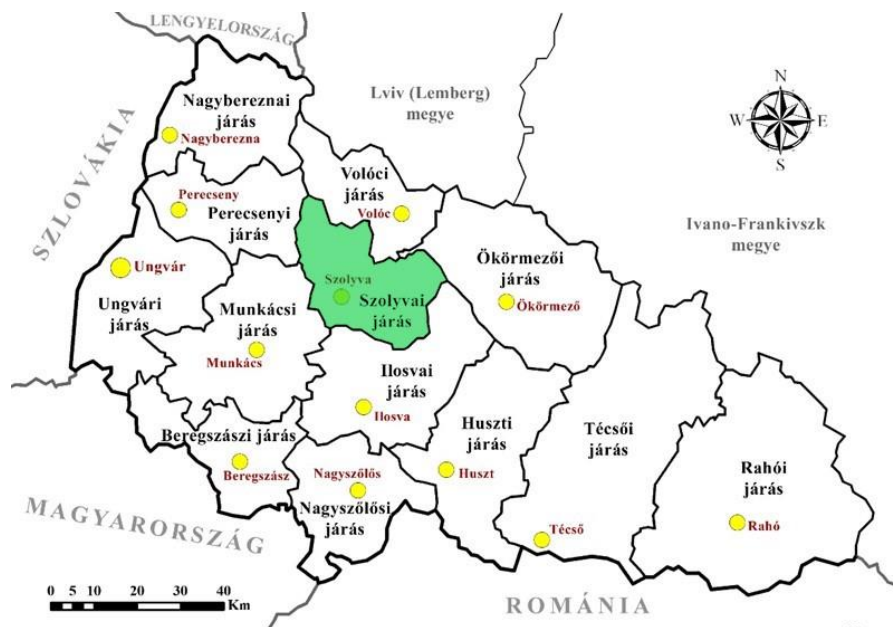 LENGYELORSZÁG
SZLOVÁKIA
Lviv (Lemberg)
megye
N
W
E
S
Nagybereznai
járás
Nagyberezna
Volóci
járás
Volóc
Perecseny
Perecsenyi
járás
Ivano-Frankivszk
megye
Ungvár
Ungvári
járás
Szolyva
Szolyvai
járás
Ökörmezői
járás
Ökörmező
Munkácsi
járás
Munkács
Ilosvai
járás
Ilosva
Beregszászi járás
Beregszász
Huszti
járás
Huszt
Técsői
járás
Técső
Nagyszőlős
Nagyszőlősi
járás
Rahói
járás
Rahó
MAGYARORSZÁG
ROMÁNIA
0 5 10 20 30 40
Km